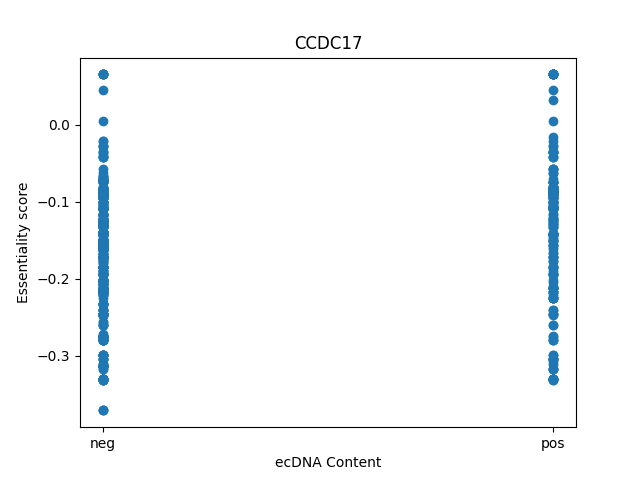 CCDC17
Essentiality score
0.0
−0.1
−0.2
−0.3
neg
pos
ecDNA Content